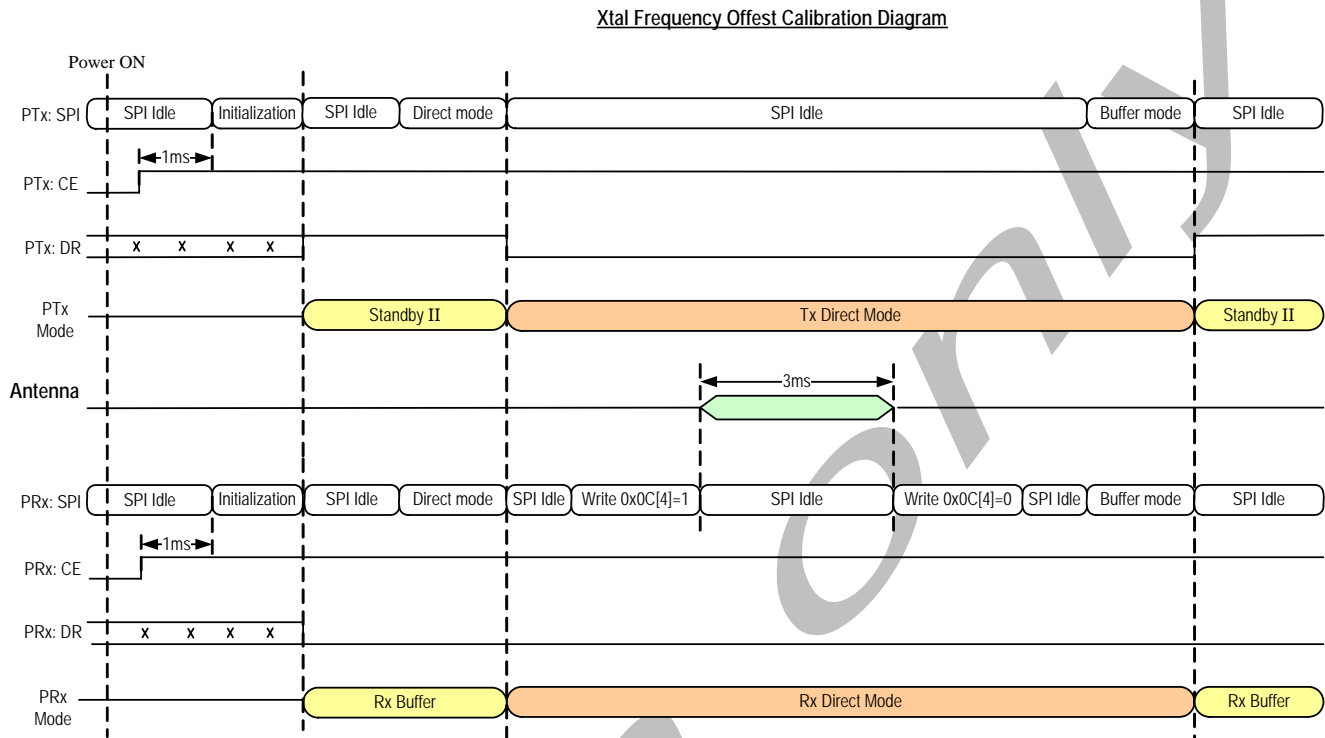 Xtal Frequency Offest Calibration Diagram
Power ON
PTx: SPI SPI Idle Initialization SPI Idle Direct mode SPI Idle Buffer mode SPI Idle
1ms
PTx: CE
PTx: DR X X X X
PTx Mode Standby II Tx Direct Mode Standby II
Antenna 3ms
PRx: SPI SPI Idle Initialization SPI Idle Direct mode SPI Idle Write 0x0C[4]=1 SPI Idle Write 0x0C[4]=0 SPI Idle Buffer mode SPI Idle
1ms
PRx: CE
PRx: DR X X X X
PRx Mode Rx Buffer Rx Direct Mode Rx Buffer
only